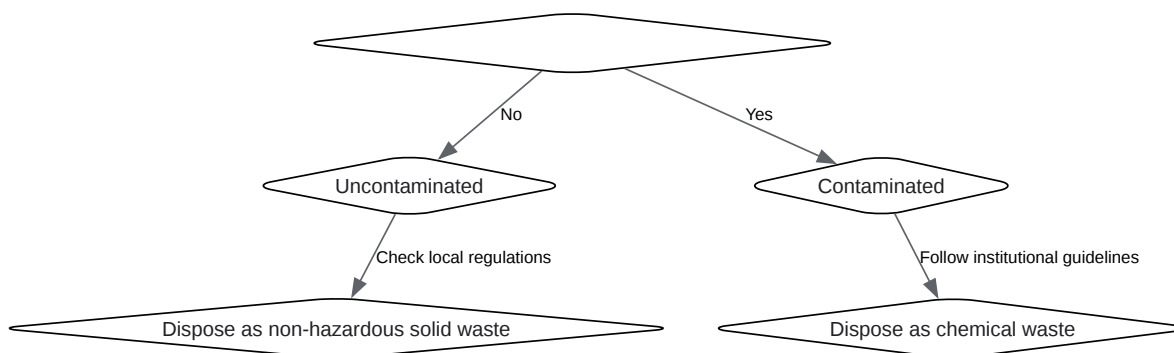 No
Yes
Uncontaminated
Contaminated
Check local regulations
Follow institutional guidelines
Dispose as non-hazardous solid waste
Dispose as chemical waste